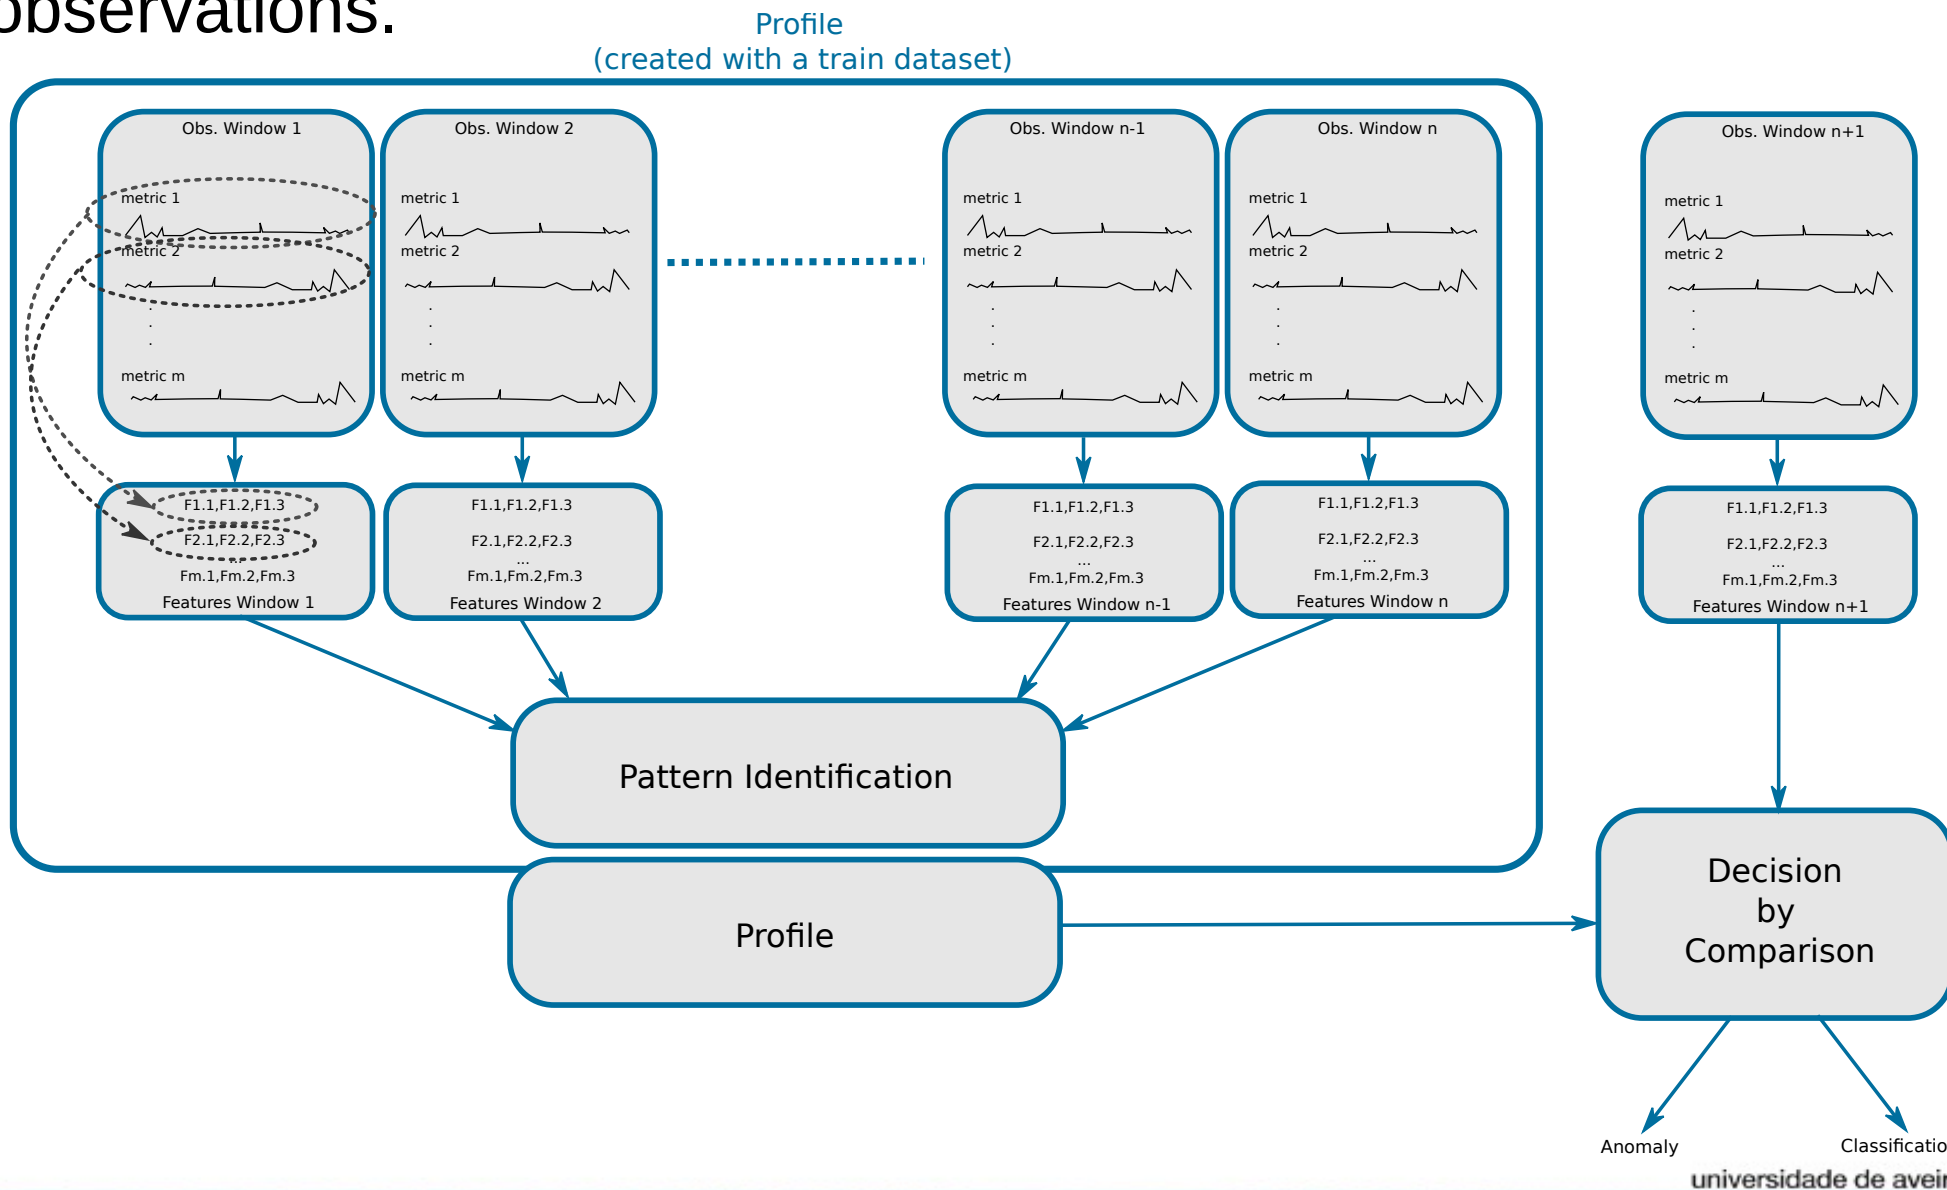 observations.
Profile
(created with a train dataset)
Obs. Window 1
metric 1
metric 2
.
.
.
metric m
Obs. Window 2
metric 1
metric 2
.
.
.
metric m
Obs. Window n-1
metric 1
metric 2
.
.
.
metric m
Obs. Window n
metric 1
metric 2
.
.
.
metric m
Obs. Window n+1
metric 1
metric 2
.
.
.
metric m
F1.1,F1.2,F1.3
F2.1,F2.2,F2.3
...
Fm.1,Fm.2,Fm.3
Features Window 1
F1.1,F1.2,F1.3
F2.1,F2.2,F2.3
...
Fm.1,Fm.2,Fm.3
Features Window 2
F1.1,F1.2,F1.3
F2.1,F2.2,F2.3
...
Fm.1,Fm.2,Fm.3
Features Window n-1
F1.1,F1.2,F1.3
F2.1,F2.2,F2.3
...
Fm.1,Fm.2,Fm.3
Features Window n
F1.1,F1.2,F1.3
F2.1,F2.2,F2.3
...
Fm.1,Fm.2,Fm.3
Features Window n+1
Pattern Identification
Profile
Decision
by
Comparison
Anomaly
Classificatio
universidade de aveir